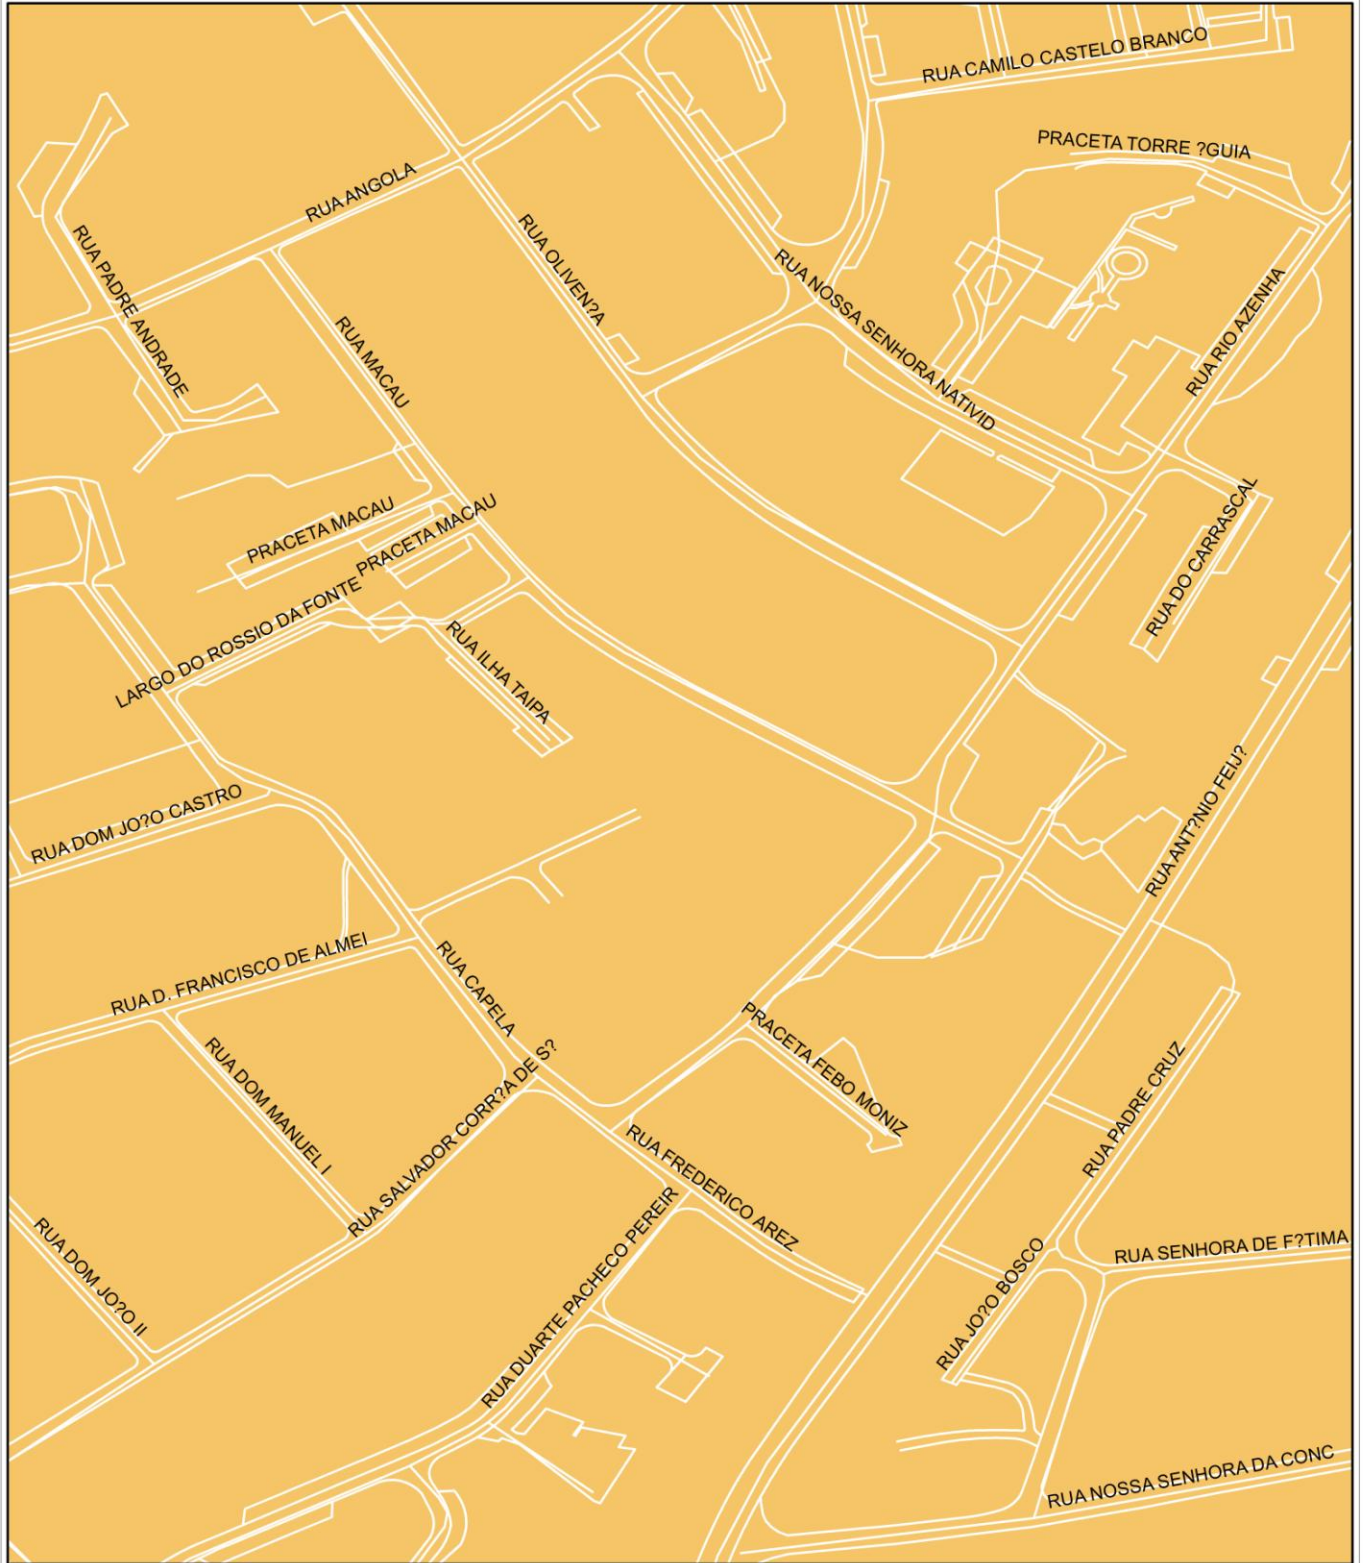 RUA CAMILO CASTELO BRANCO
PRACETA TORRE ?GUIA
RUA ANGOLA
RUA PADRE ANDRADE
RUA OLIVEN?A
RUA NOSSA SENHORA NATIVID
RUA RIO AZENHA
RUA MACAU
RUA DO CARRASCAL
PRACETA MACAU
PRACETA MACAU
LARGO DO ROSSIO DA FONTE
RUA ILHA TAIPA
RUA DOM JO?O CASTRO
RUA ANT?NIO FEIJ?
RUA D. FRANCISCO DE ALMEI
RUA CAPELA
PRACETA FEBO MONIZ
RUA DOM MANUEL I
RUA SALVADOR CORR?A DE S?
RUA PADRE CRUZ
RUA FREDERICO AREZ
RUA DOM JO?O II
RUA DUARTE PACHECO PEREIR
RUA JO?O BOSCO
RUA SENHORA DE F?TIMA
RUA NOSSA SENHORA DA CONC